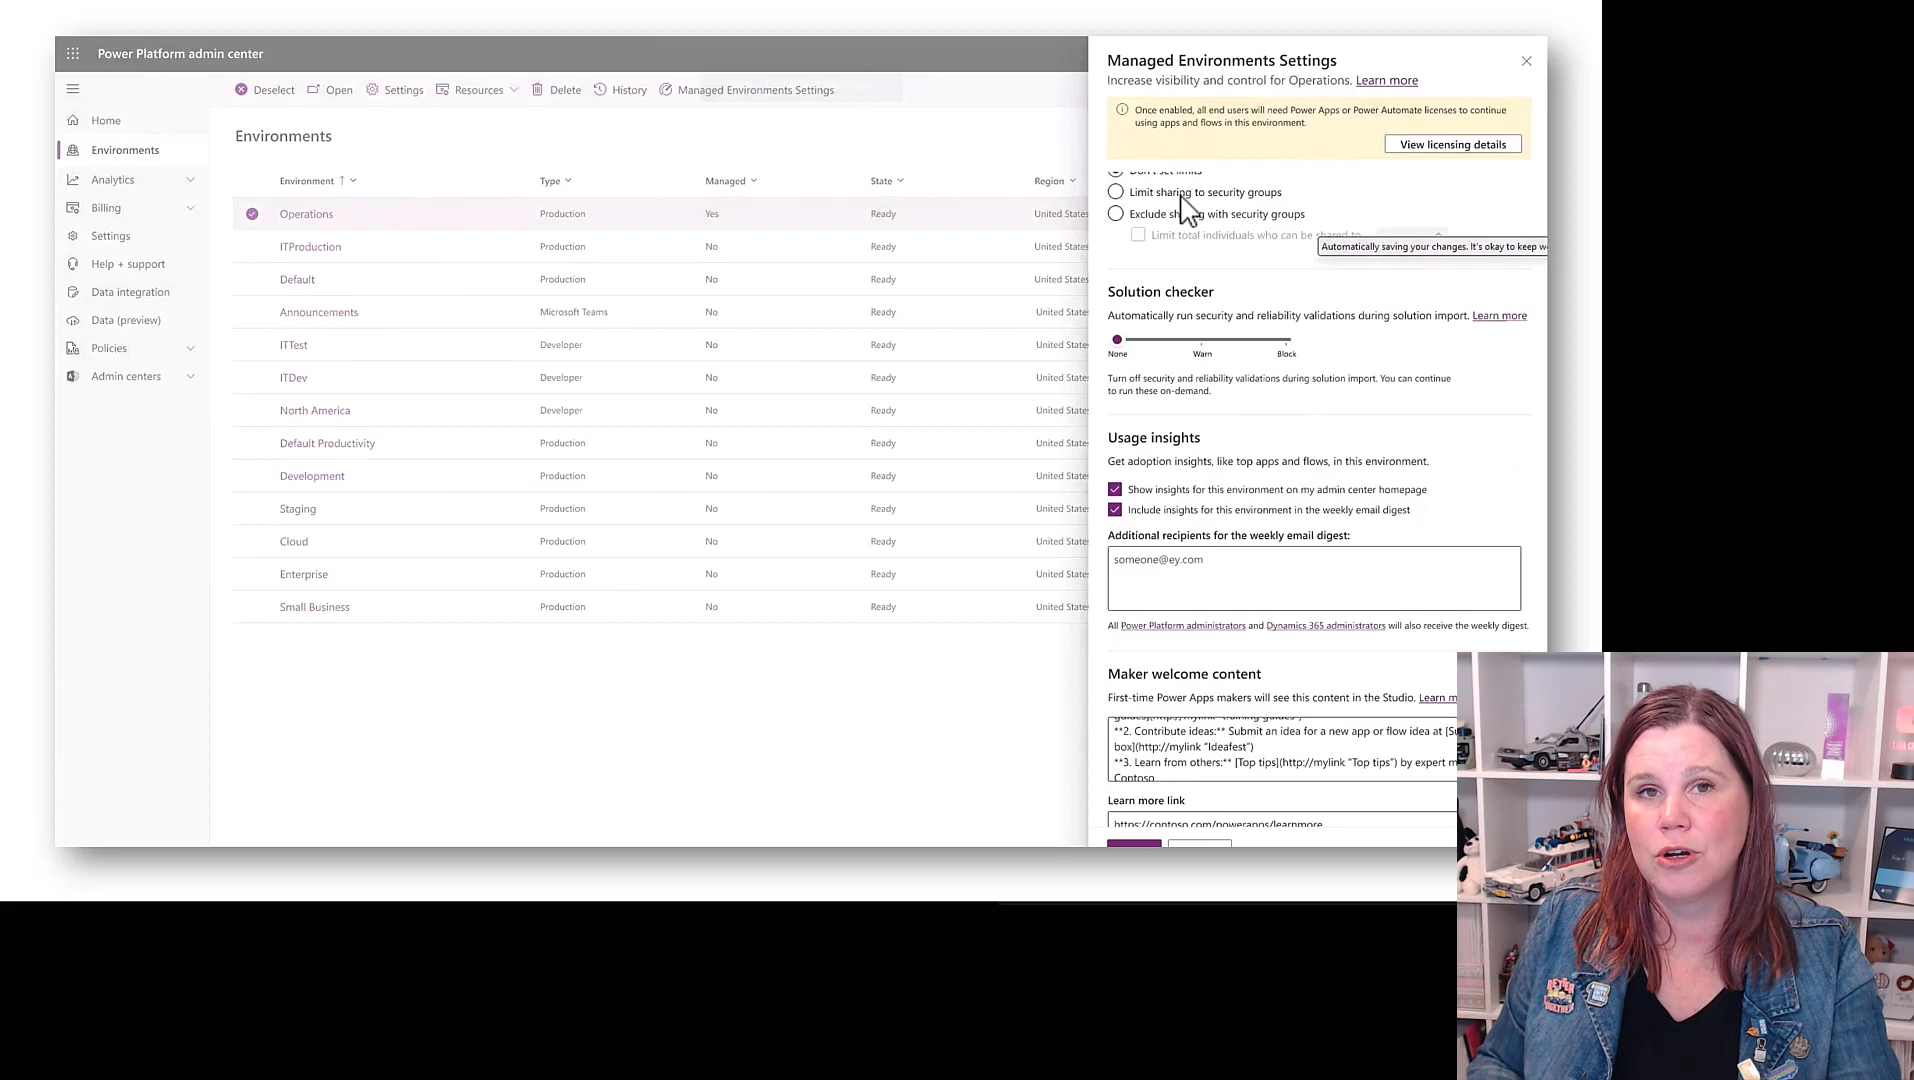 Power Platform admin center
Deselect
Open
Settings
Resources
Delete
History
Managed Environments Settings
Home
Environments
Analytics
Billing
Settings
Help + support
Data integration
Data (preview)
Policies
Admin centers
Environments
Environment Type Managed State Region
Operations Production Yes Ready United States
ITProduction Production No Ready United States
Default Production No Ready United States
Announcements Microsoft Teams No Ready United States
ITTest Developer No Ready United States
ITDev Developer No Ready United States
North America Developer No Ready United States
Default Productivity Production No Ready United States
Development Production No Ready United States
Staging Production No Ready United States
Cloud Production No Ready United States
Enterprise Production No Ready United States
Small Business Production No Ready United States
Managed Environments Settings
Increase visibility and control for Operations. Learn more
Once enabled, all end users will need Power Apps or Power Automate licenses to continue
using apps and flows in this environment.
View licensing details
Don't set limits
Limit sharing to security groups
Exclude sharing with security groups
Limit total individuals who can be shared to
Automatically saving your changes. It's okay to keep
Solution checker
Automatically run security and reliability validations during solution import. Learn more
None Warn Block
Turn off security and reliability validations during solution import. You can continue
to run these on-demand.
Usage insights
Get adoption insights, like top apps and flows, in this environment.
Show insights for this environment on my admin center homepage
Include insights for this environment in the weekly email digest
Additional recipients for the weekly email digest:
someone@ey.com
All Power Platform administrators and Dynamics 365 administrators will also receive the weekly digest.
Maker welcome content
First-time Power Apps makers will see this content in the Studio. Learn m
guides](http://mylink "training guides")
**2. Contribute ideas:** Submit an idea for a new app or flow idea at
box](http://mylink "Ideafest")
**3. Learn from others:** [Top tips](http://mylink "Top tips") by expert
Contoso
Learn more link
https://contoso.com/powerapps/learnmore